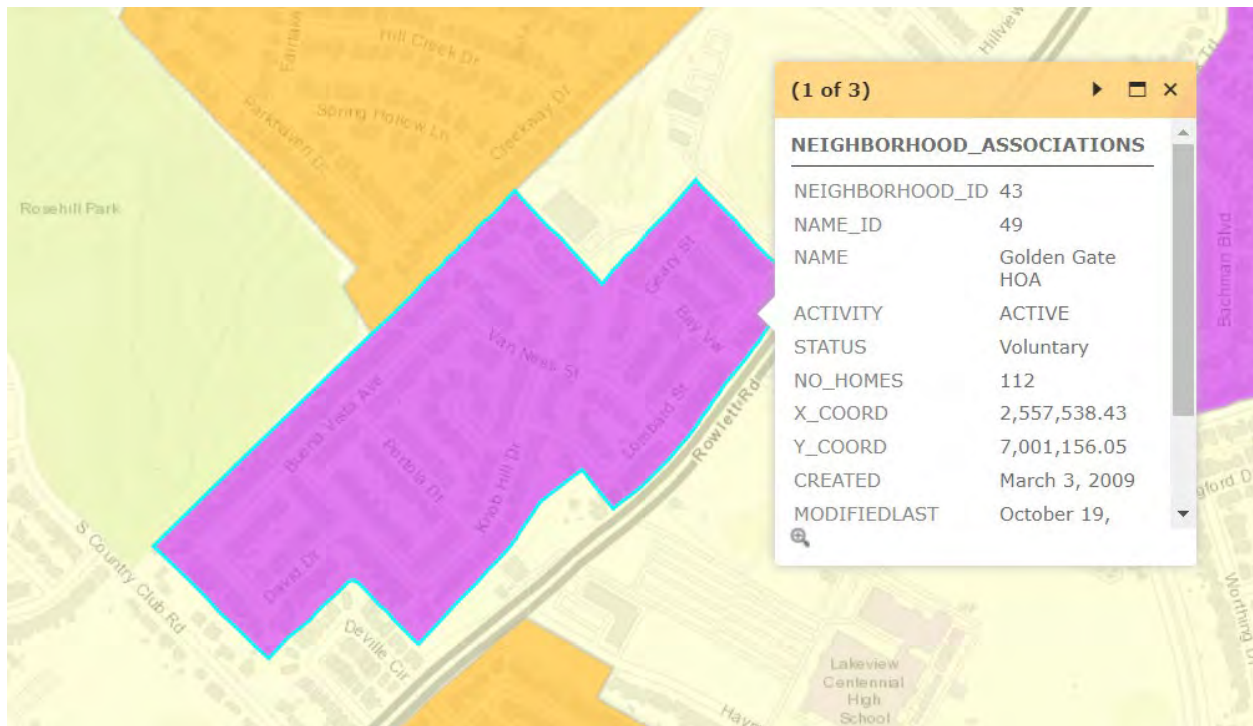 Hill Creek Dr
Hillview
Spring Hollow Ln
Parkhaven Dr
Creekway Dr
Rosehill Park
Geary St
Bay Vw
Van Ness St
Buena Vista Ave
Lombard St
Rowlett Rd
Portola Dr
Knob Hill Dr
S Country Club Rd
David Dr
Deville Cir
(1 of 3)
NEIGHBORHOOD_ASSOCIATIONS
NEIGHBORHOOD_ID 43
NAME_ID 49
NAME Golden Gate
HOA
ACTIVITY ACTIVE
STATUS Voluntary
NO_HOMES 112
X_COORD 2,557,538.43
Y_COORD 7,001,156.05
CREATED March 3, 2009
MODIFIEDLAST October 19,
Trl
Bachman Blvd
Lakeview
Centennial
High
School